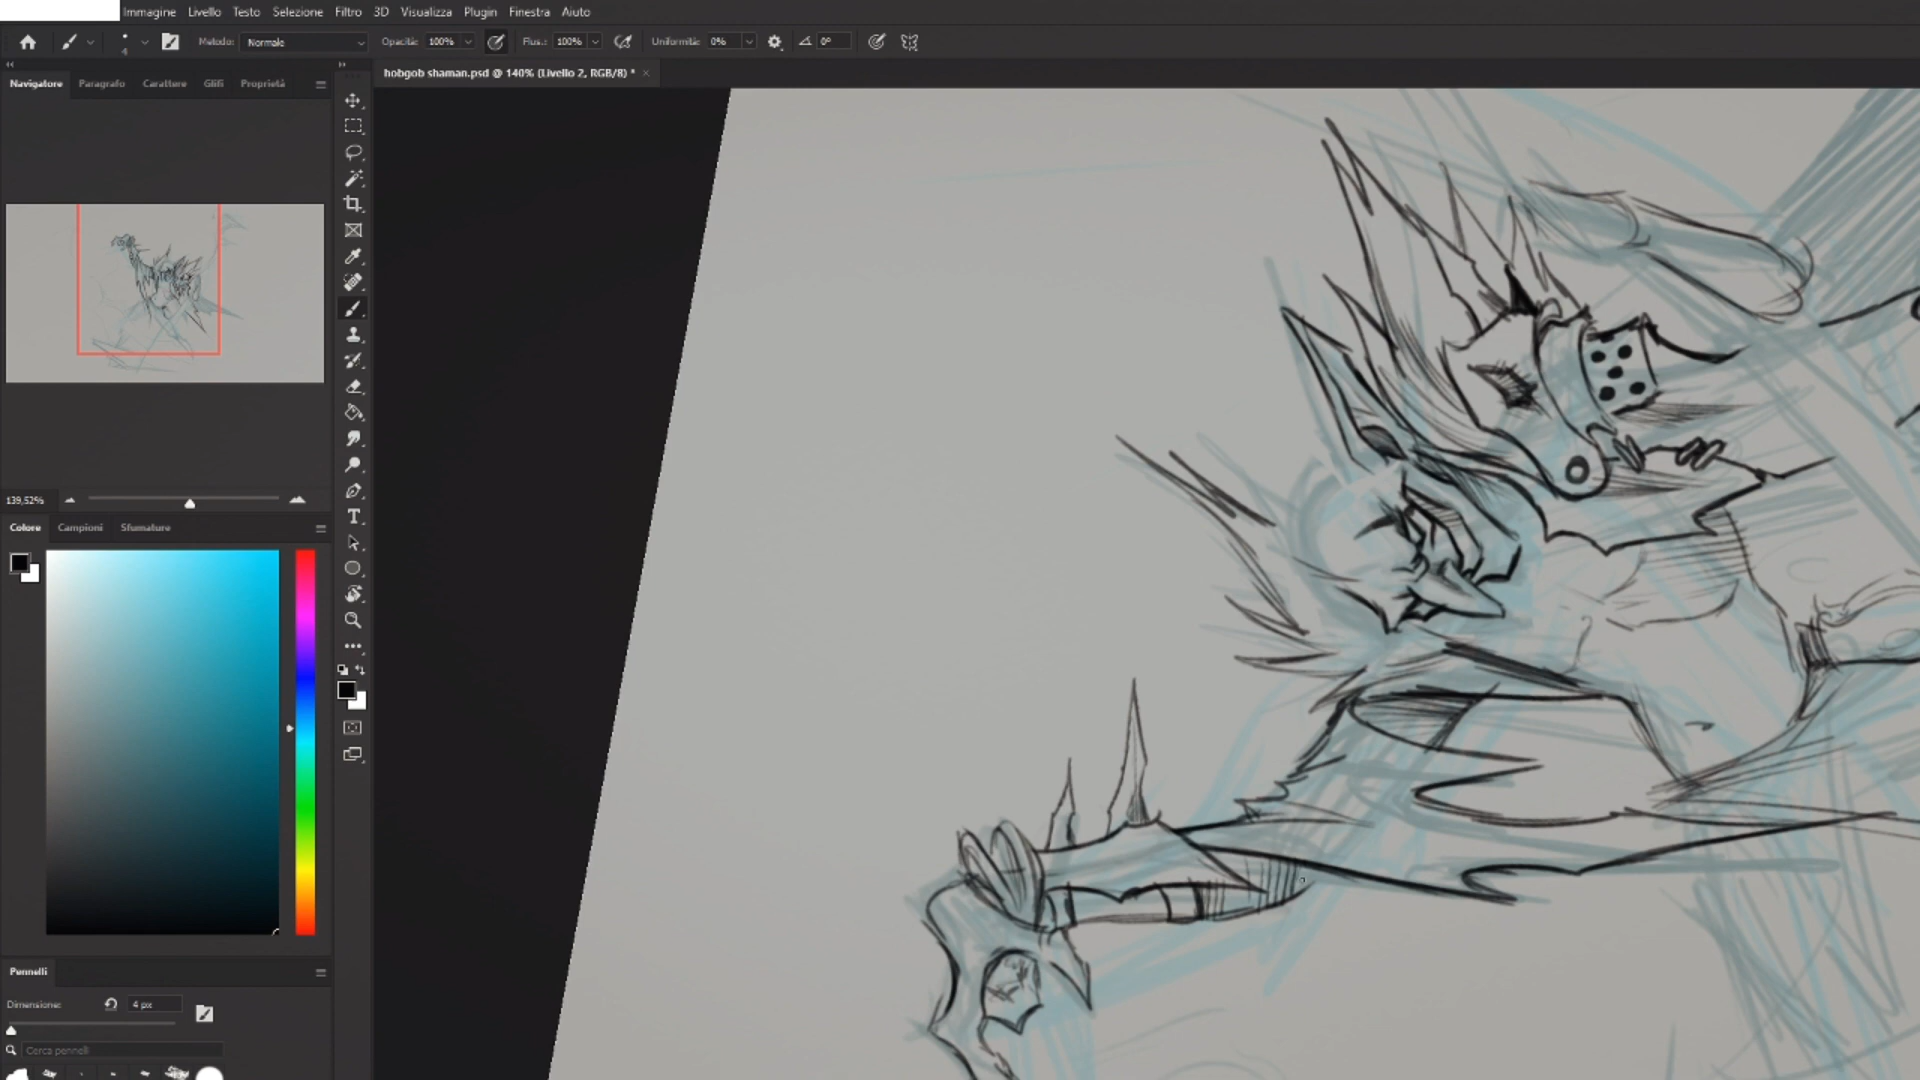 Immagine Livello Testo Selezione Filtro 3D Visualizza Plugin Finestra Aiuto
4 Metodo: Normale Opacità: 100% Flus.: 100% Uniformità: 0% 0°
Navigatore Paragrafo Carattere Glifi Proprietà
hobgob shaman.psd @ 140% (Livello 2, RGB/8) *
139,52%
Colore Campioni Sfumature
Pennelli
Dimensione: 4 px
Cerca pennelli